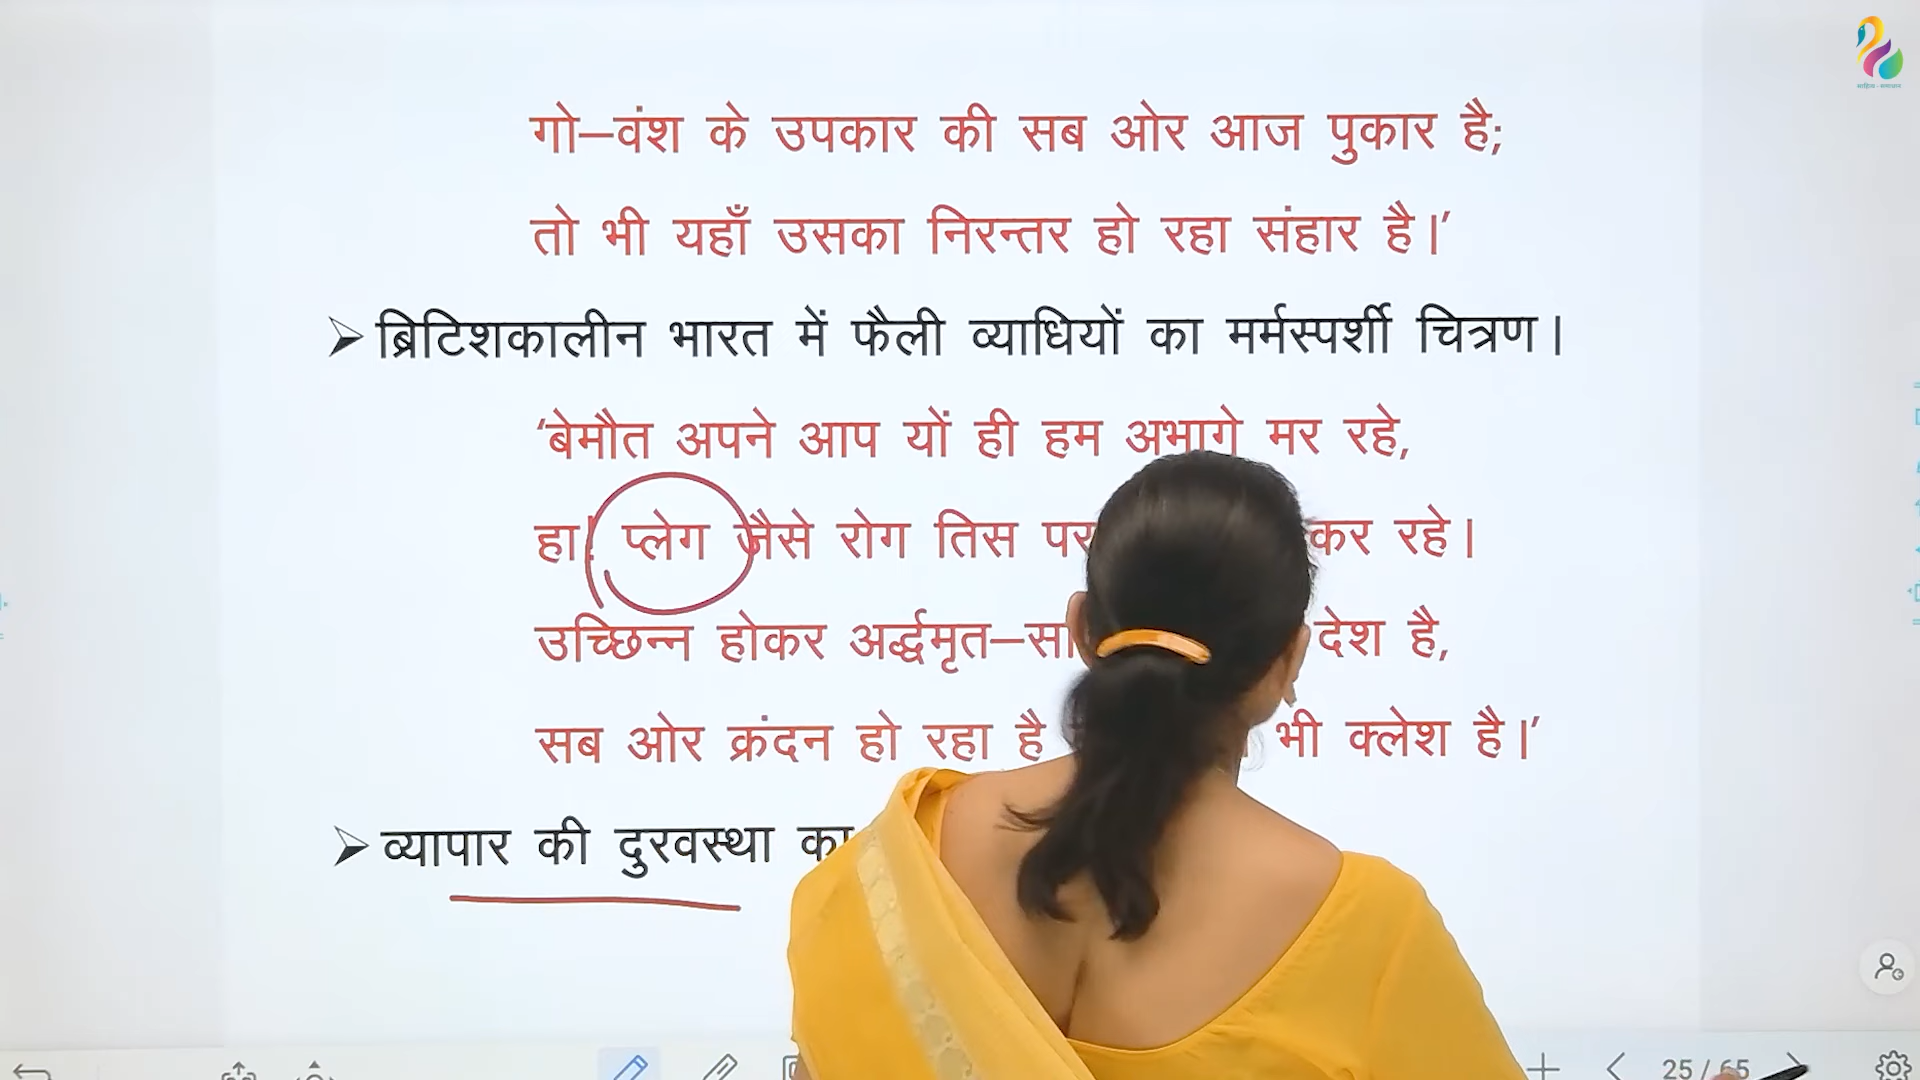 गो–वंश के उपकार की सब ओर आज पुकार है;
तो भी यहाँ उसका निरन्तर हो रहा संहार है।’
ब्रिटिशकालीन भारत में फैली व्याधियों का मर्मस्पर्शी चित्रण।
‘बेमौत अपने आप यों ही हम अभागे मर रहे,
हा! प्लेग जैसे रोग तिस पर कर रहे।
उच्छिन्न होकर अर्द्धमृत–सा देश है,
सब ओर क्रंदन हो रहा है भी क्लेश है।’
व्यापार की दुरवस्था का
25 / 65